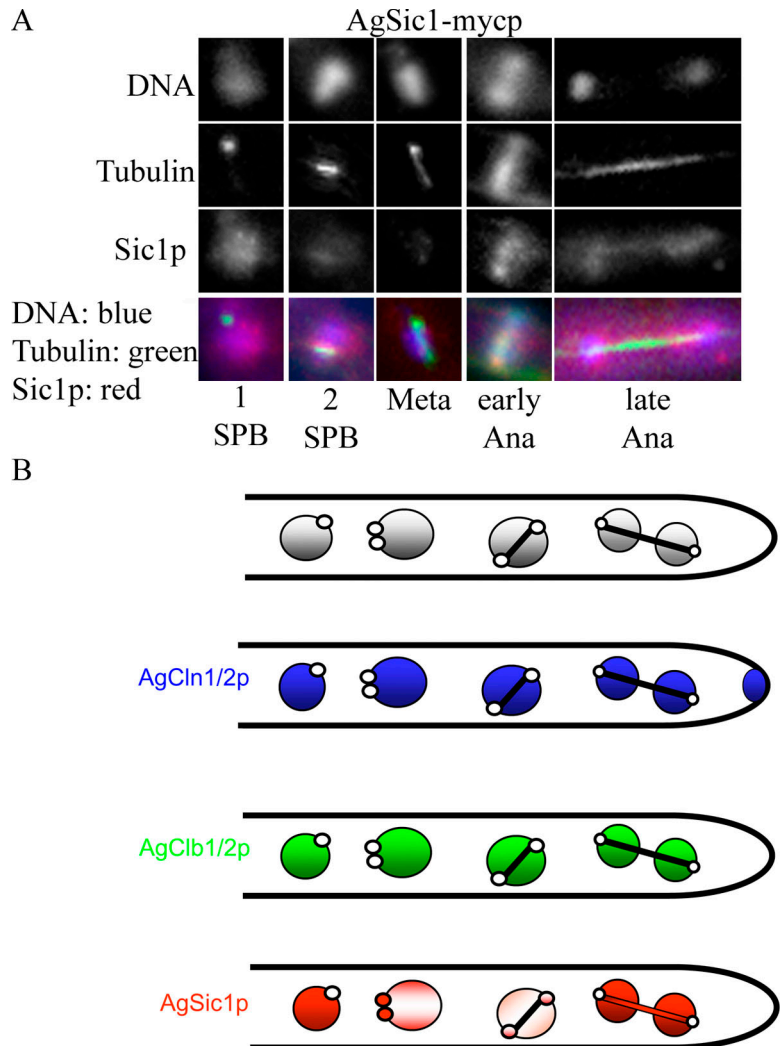 A
AgSic1-mycp
DNA
Tubulin
Sic1p
DNA: blue
Tubulin: green
Sic1p: red
1
SPB
2
SPB
Meta
early
Ana
late
Ana
B
AgCln1/2p
AgClb1/2p
AgSic1p